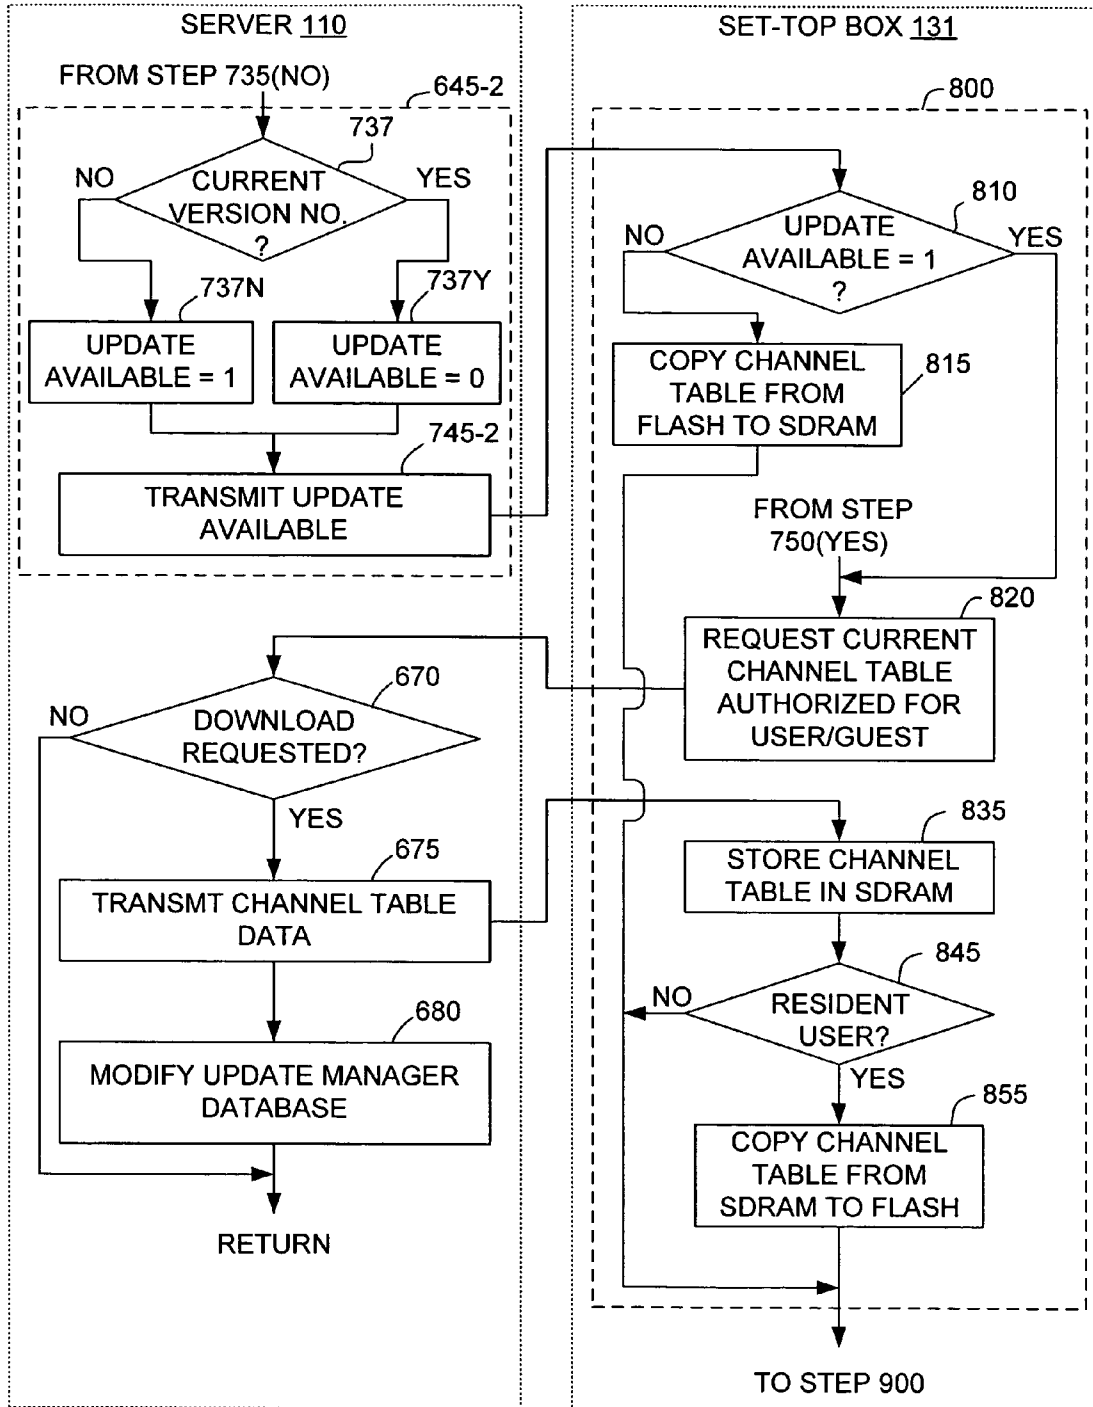 SERVER 110
FROM STEP 735(NO)
645-2
737
NO
YES
CURRENT
VERSION NO.
?
737N
737Y
UPDATE
AVAILABLE = 1
UPDATE
AVAILABLE = 0
745-2
TRANSMIT UPDATE
AVAILABLE
670
NO
DOWNLOAD
REQUESTED?
YES
675
TRANSMT CHANNEL TABLE
DATA
680
MODIFY UPDATE MANAGER
DATABASE
RETURN
SET-TOP BOX 131
800
810
NO
YES
UPDATE
AVAILABLE = 1
?
COPY CHANNEL
TABLE FROM
FLASH TO SDRAM
815
FROM STEP
750(YES)
820
REQUEST CURRENT
CHANNEL TABLE
AUTHORIZED FOR
USER/GUEST
835
STORE CHANNEL
TABLE IN SDRAM
845
NO
RESIDENT
USER?
YES
855
COPY CHANNEL
TABLE FROM
SDRAM TO FLASH
TO STEP 900